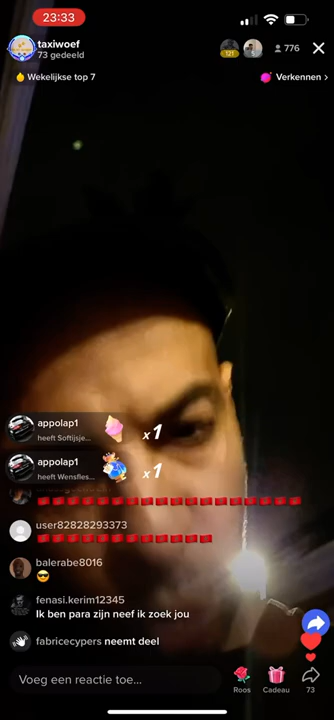 23:33
taxiwoef
73 gedeeld
121
776
Wekelijkse top 7
Verkennen >
appolap1
heeft Softijsje...
x1
appolap1
heeft Wensfles...
x1
user82828293373
balerabe8016
😎
fenasi.kerim12345
Ik ben para zijn neef ik zoek jou
fabricecypers neemt deel
Voeg een reactie toe...
Roos
Cadeau
73